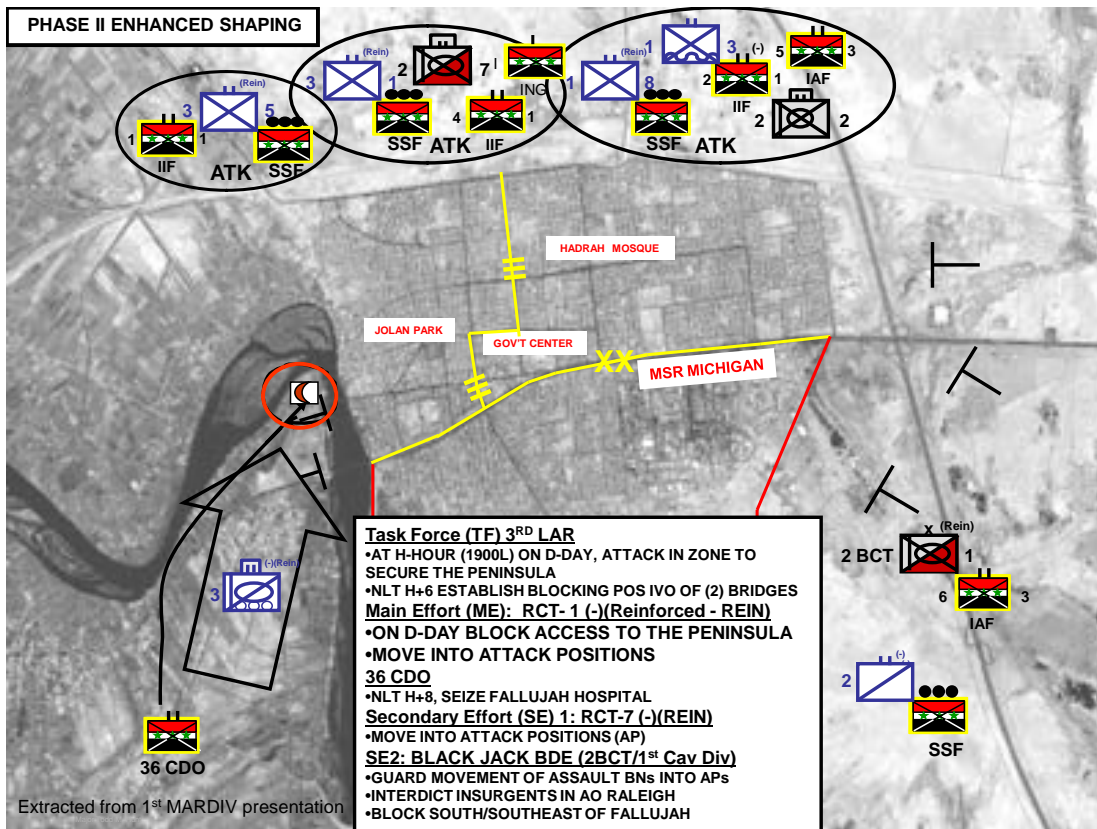 PHASE II ENHANCED SHAPING
(Rein)
3
5
1
1
IIF
ATK
SSF
(Rein)
3
1
2
7
I
ING
SSF
ATK
4
1
IIF
(Rein)
1
8
1
3
(-)
2
1
IIF
5
3
IAF
2
2
SSF
ATK
HADRAH MOSQUE
JOLAN PARK
GOV'T CENTER
XX
MSR MICHIGAN
(-)(Rein)
3
36 CDO
Extracted from 1st MARDIV presentation
Task Force (TF) 3RD LAR
•AT H-HOUR (1900L) ON D-DAY, ATTACK IN ZONE TO
SECURE THE PENINSULA
•NLT H+6 ESTABLISH BLOCKING POS IVO OF (2) BRIDGES
Main Effort (ME): RCT- 1 (-)(Reinforced - REIN)
•ON D-DAY BLOCK ACCESS TO THE PENINSULA
•MOVE INTO ATTACK POSITIONS
36 CDO
•NLT H+8, SEIZE FALLUJAH HOSPITAL
Secondary Effort (SE) 1: RCT-7 (-)(REIN)
•MOVE INTO ATTACK POSITIONS (AP)
SE2: BLACK JACK BDE (2BCT/1st Cav Div)
•GUARD MOVEMENT OF ASSAULT BNs INTO APs
•INTERDICT INSURGENTS IN AO RALEIGH
•BLOCK SOUTH/SOUTHEAST OF FALLUJAH
x
(Rein)
2 BCT
1
6
3
IAF
2
SSF